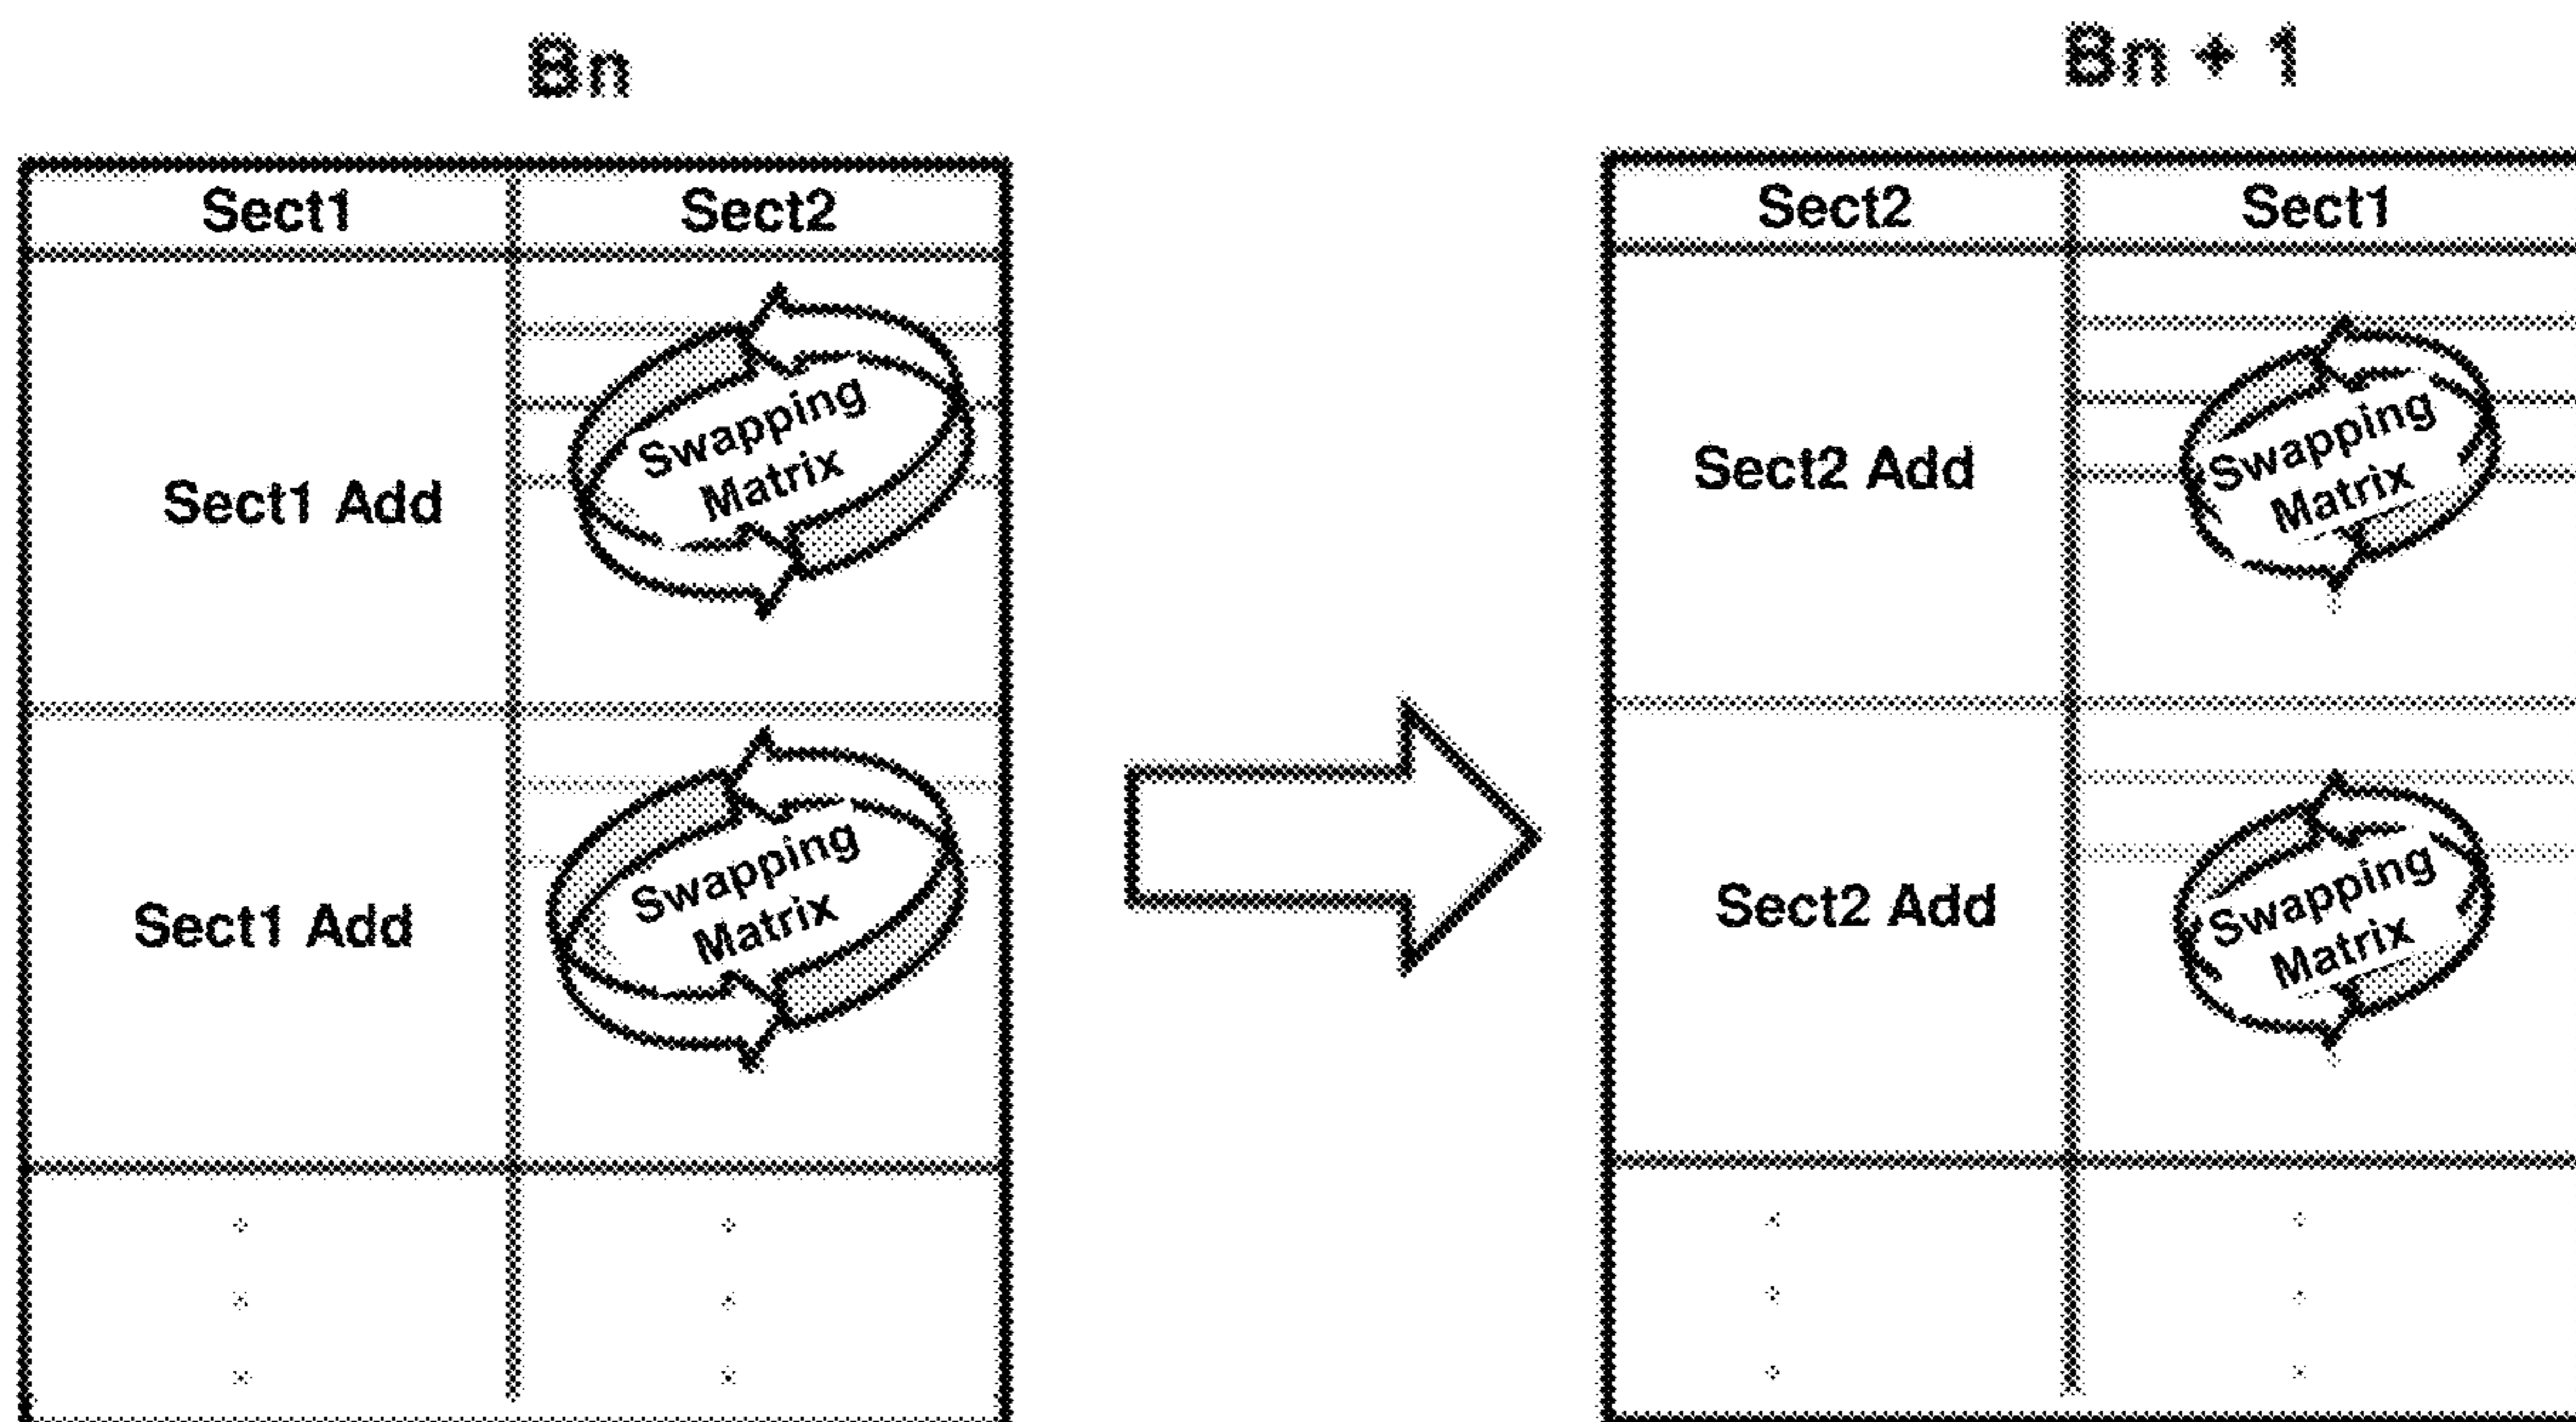 Bn
Sect1 Sect2
Sect1 Add
Swapping
Matrix
Sect1 Add
Swapping
Matrix
Bn + 1
Sect2 Sect1
Sect2 Add
Swapping
Matrix
Sect2 Add
Swapping
Matrix